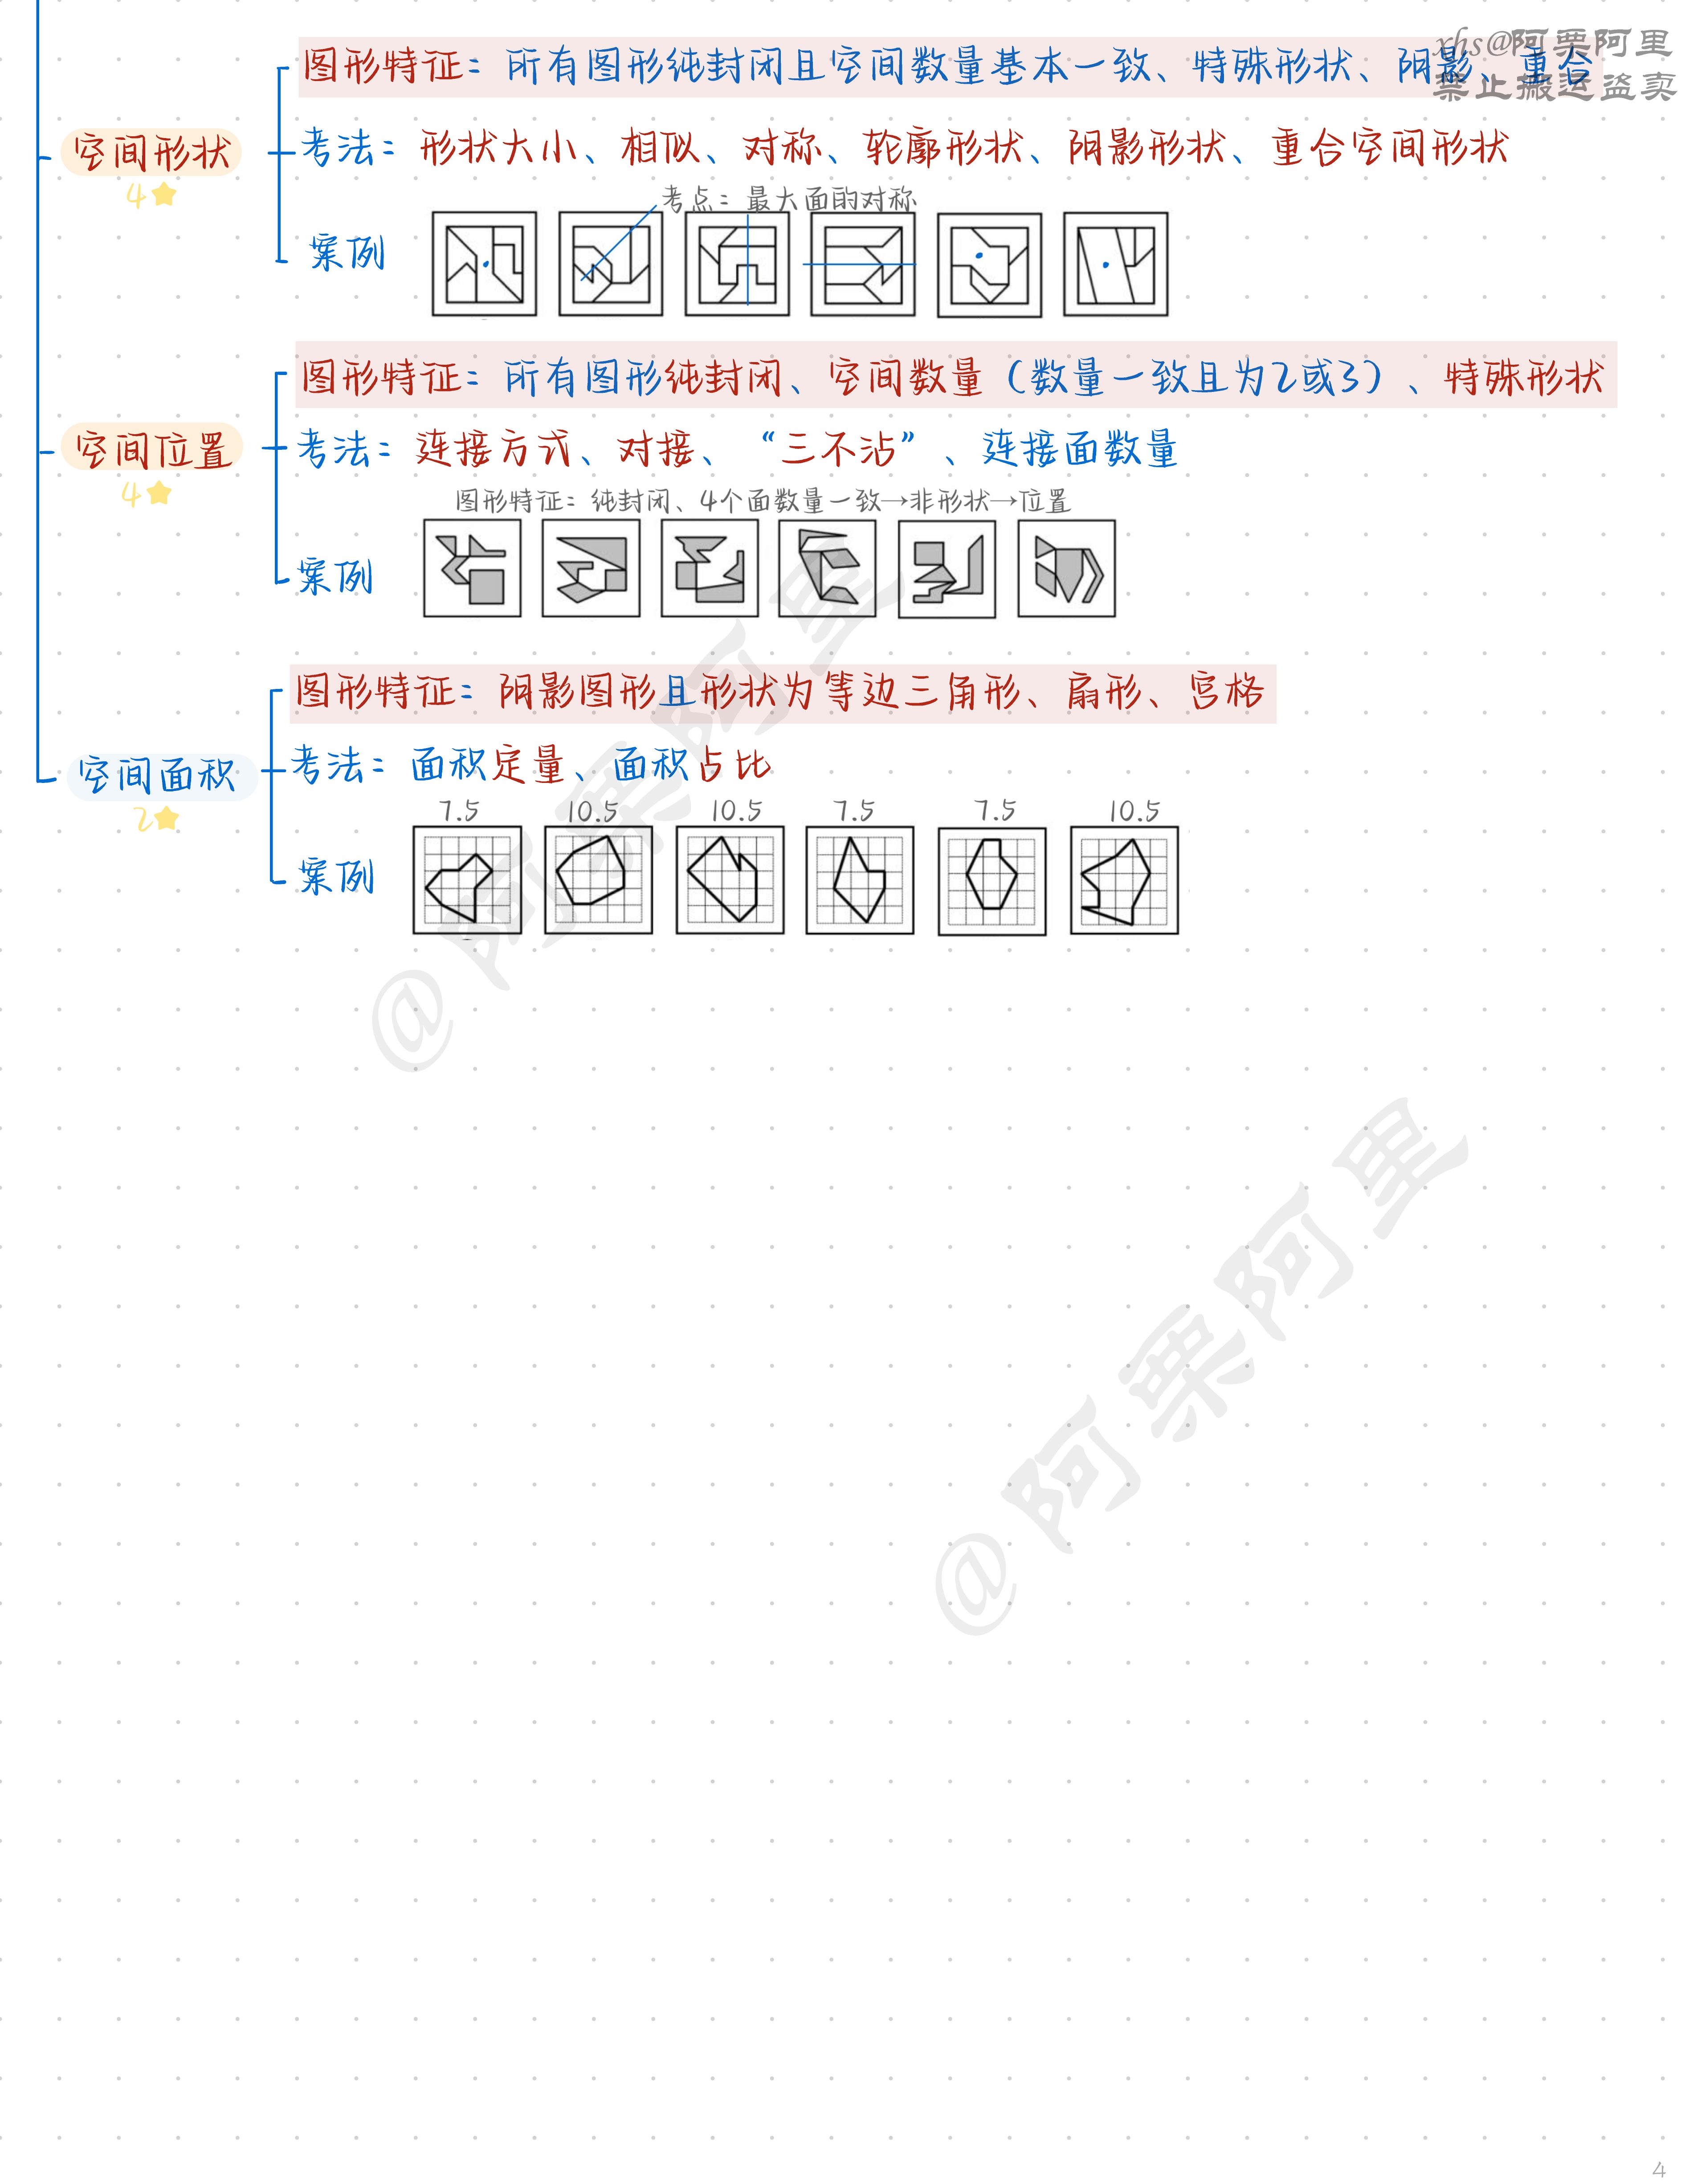 xhs@阿栗阿里
禁止搬运盗卖
图形特征：所有图形纯封闭且空间数量基本一致、特殊形状、阴影、重合
空间形状
4
考法：形状大小、相似、对称、轮廓形状、阴影形状、重合空间形状
考点：最大面的对称
案例
图形特征：所有图形纯封闭、空间数量（数量一致且为2或3）、特殊形状
空间位置
4
考法：连接方式、对接、“三不沾”、连接面数量
图形特征：纯封闭、4个面数量一致→非形状→位置
案例
图形特征：阴影图形且形状为等边三角形、扇形、宫格
空间面积
2
考法：面积定量、面积占比
7.5 10.5 10.5 7.5 7.5 10.5
案例
@阿栗阿里
@阿栗阿里
4